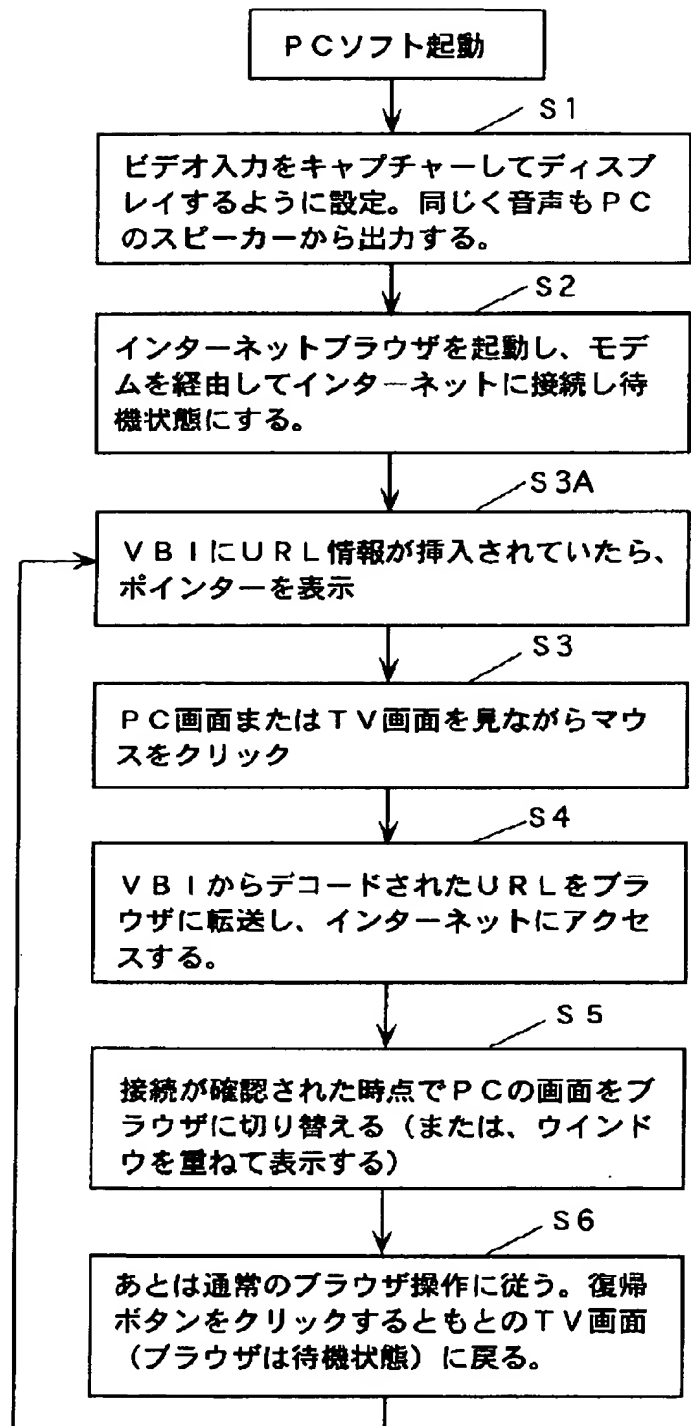 ＰＣソフト起動
Ｓ１
ビデオ入力をキャプチャーしてディスプ
レイするように設定。同じく音声もＰＣ
のスピーカーから出力する。
Ｓ２
インターネットブラウザを起動し、モデ
ムを経由してインターネットに接続し待
機状態にする。
Ｓ３Ａ
ＶＢＩにＵＲＬ情報が挿入されていたら、
ポインターを表示
Ｓ３
ＰＣ画面またはＴＶ画面を見ながらマウ
スをクリック
Ｓ４
ＶＢＩからデコードされたＵＲＬをブラ
ウザに転送し、インターネットにアクセ
スする。
Ｓ５
接続が確認された時点でＰＣの画面をブ
ラウザに切り替える（または、ウインド
ウを重ねて表示する）
Ｓ６
あとは通常のブラウザ操作に従う。復帰
ボタンをクリックするともとのＴＶ画面
（ブラウザは待機状態）に戻る。